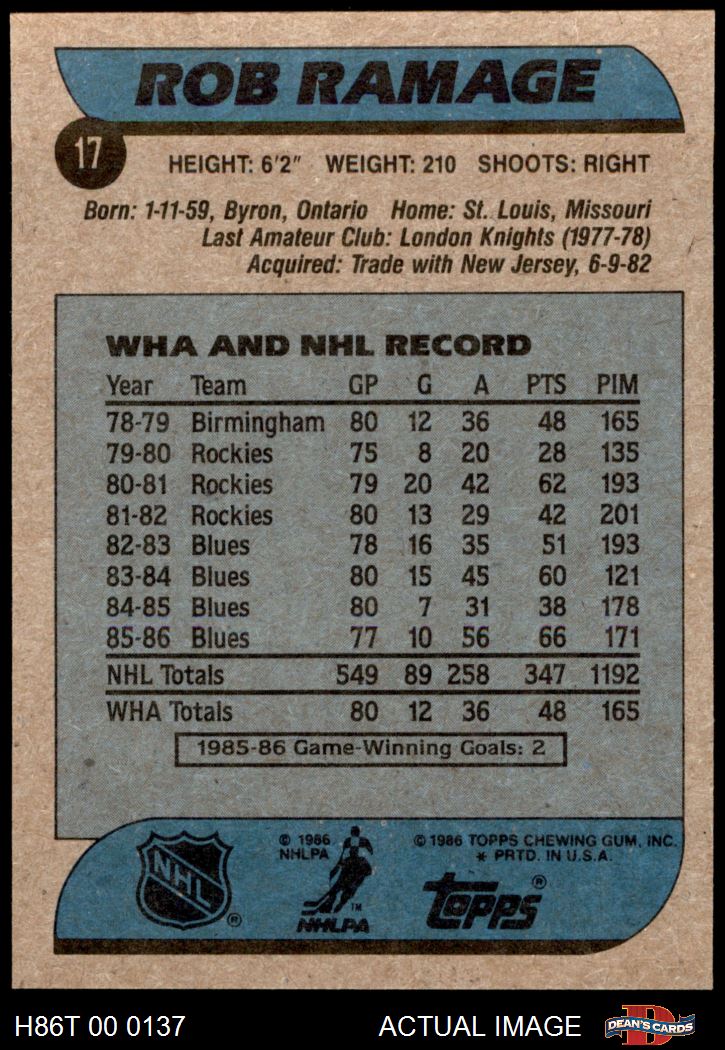 ROB RAMAGE
17
HEIGHT: 6'2" WEIGHT: 210 SHOOTS: RIGHT
Born: 1-11-59, Byron, Ontario Home: St. Louis, Missouri
Last Amateur Club: London Knights (1977-78)
Acquired: Trade with New Jersey, 6-9-82
WHA AND NHL RECORD
Year Team GP G A PTS PIM
78-79 Birmingham 80 12 36 48 165
79-80 Rockies 75 8 20 28 135
80-81 Rockies 79 20 42 62 193
81-82 Rockies 80 13 29 42 201
82-83 Blues 78 16 35 51 193
83-84 Blues 80 15 45 60 121
84-85 Blues 80 7 31 38 178
85-86 Blues 77 10 56 66 171
NHL Totals 549 89 258 347 1192
WHA Totals 80 12 36 48 165
1985-86 Game-Winning Goals: 2
NHL ®
© 1986
NHLPA
TM
NHLPA
© 1986 TOPPS CHEWING GUM, INC.
* PRTD. IN U.S.A.
TOPPS ®
H86T 00 0137 ACTUAL IMAGE D DEAN'S CARDS